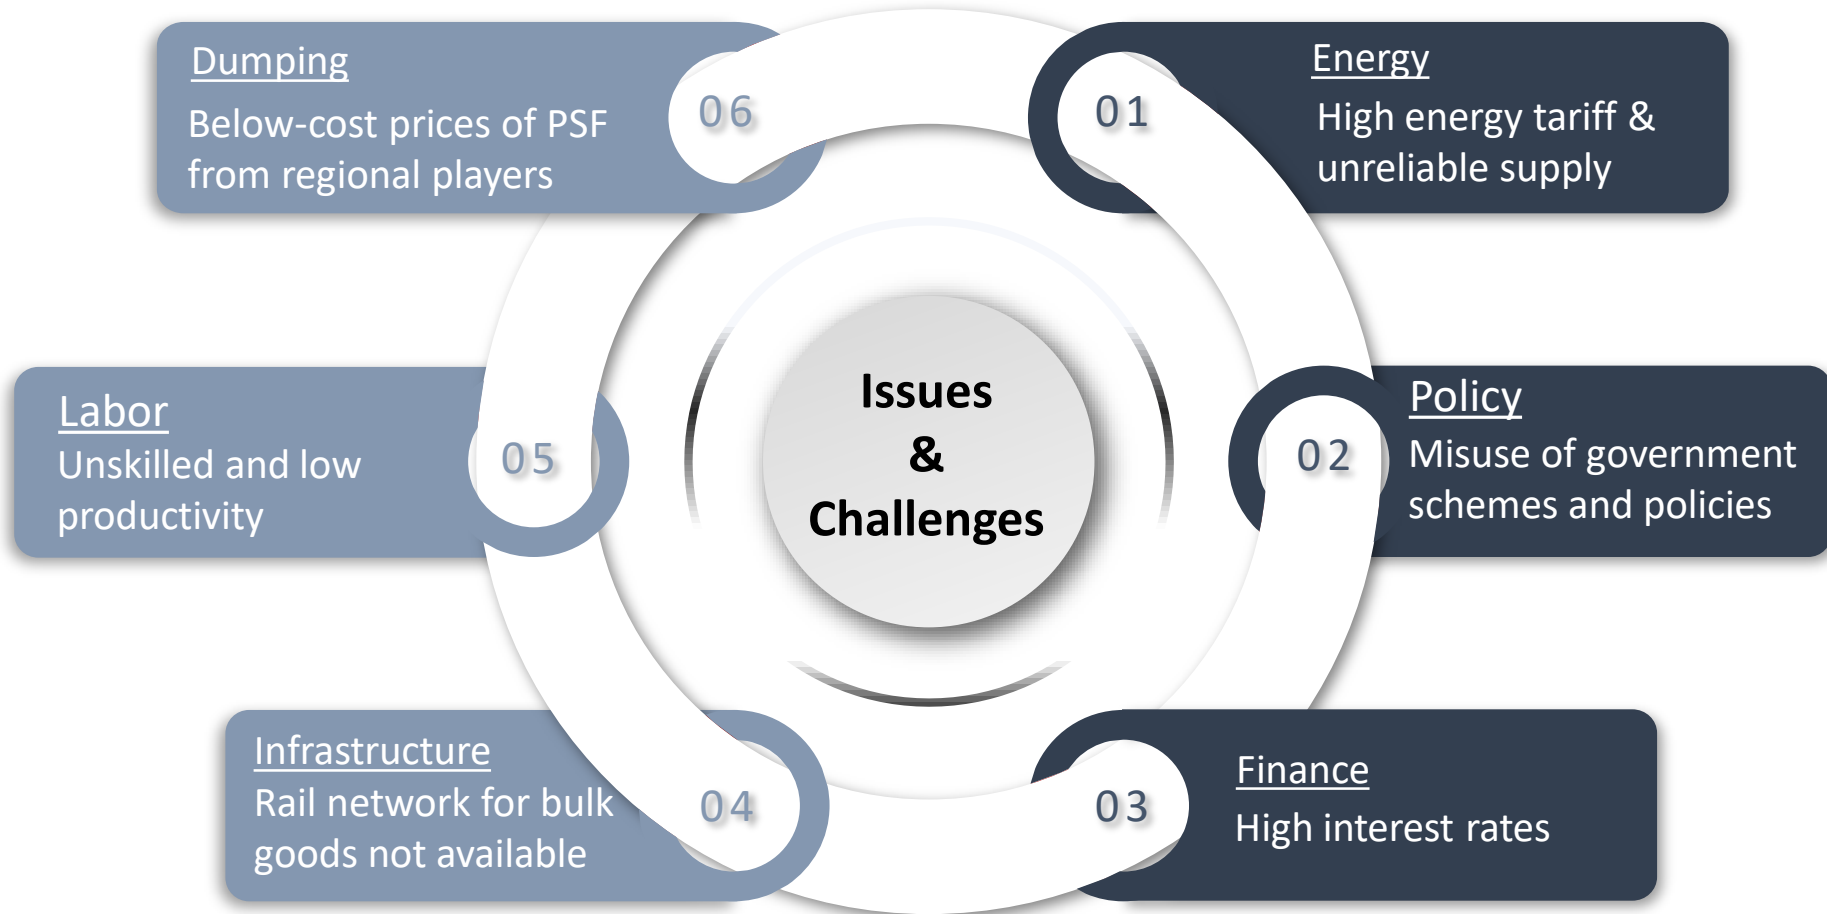 Issues
&
Challenges
01
Energy
High energy tariff &
unreliable supply
02
Policy
Misuse of government
schemes and policies
03
Finance
High interest rates
04
Infrastructure
Rail network for bulk
goods not available
05
Labor
Unskilled and low
productivity
06
Dumping
Below-cost prices of PSF
from regional players